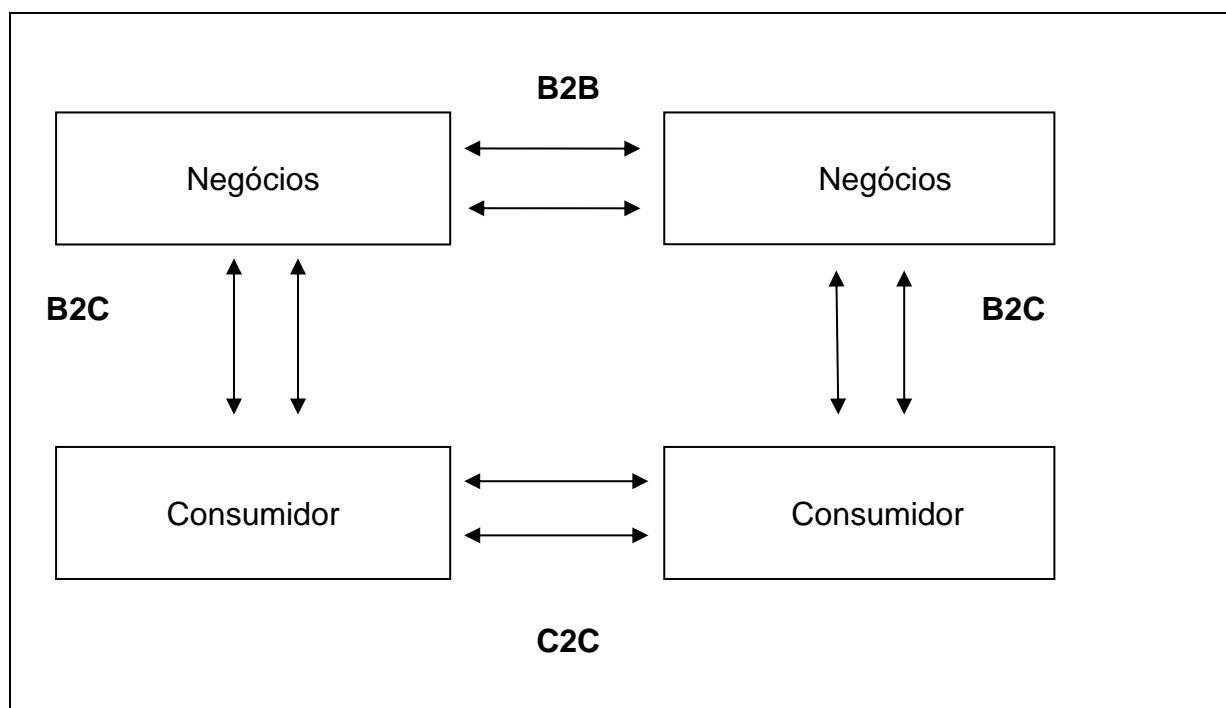 B2B
Negócios
Negócios
B2C
B2C
Consumidor
Consumidor
C2C